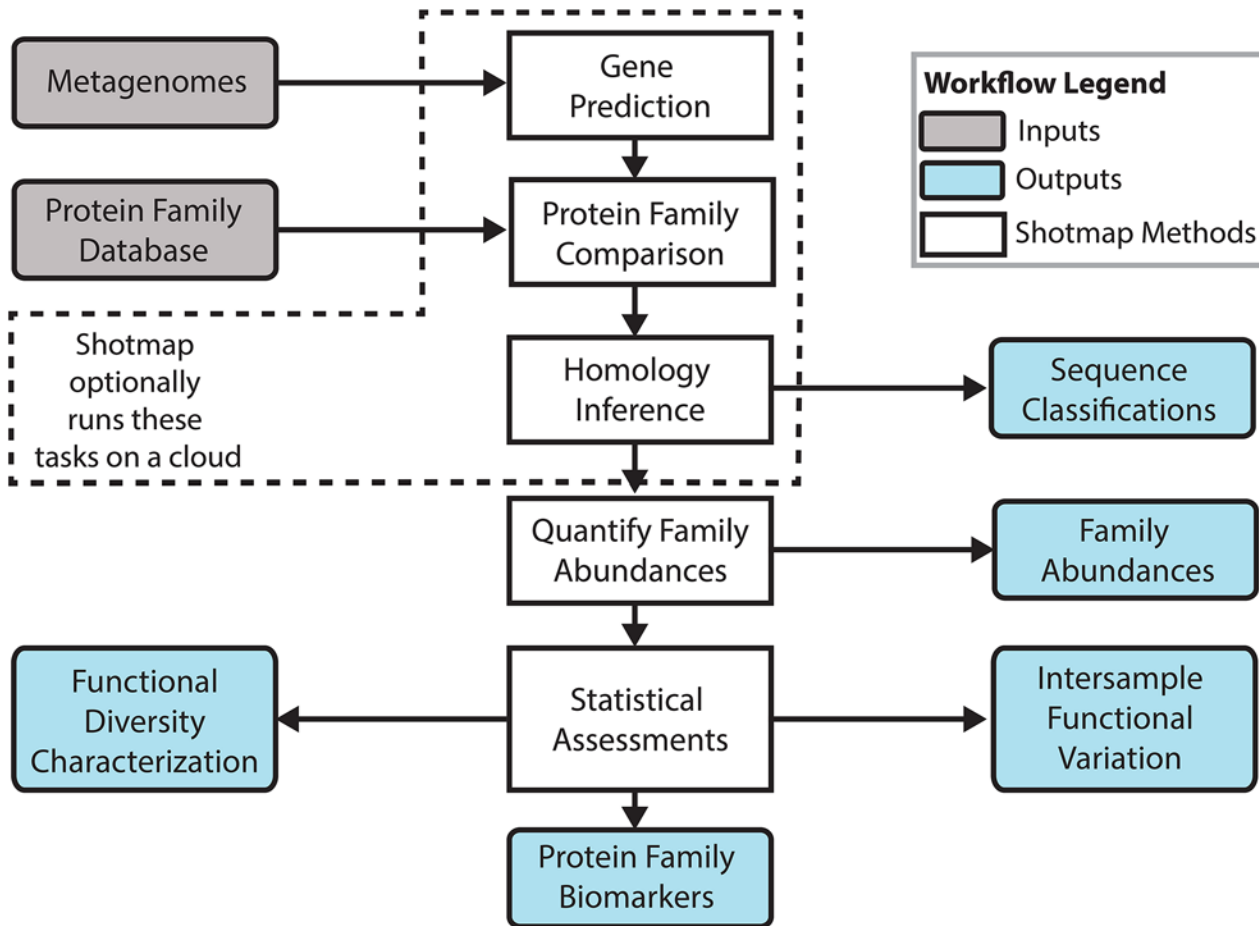 Metagenomes
Gene
Prediction
Workflow Legend
Inputs
Outputs
Shotmap Methods
Protein Family
Database
Protein Family
Comparison
Shotmap
optionally
runs these
tasks on a cloud
Homology
Inference
Sequence
Classifications
Quantify Family
Abundances
Family
Abundances
Functional
Diversity
Characterization
Statistical
Assessments
Intersample
Functional
Variation
Protein Family
Biomarkers